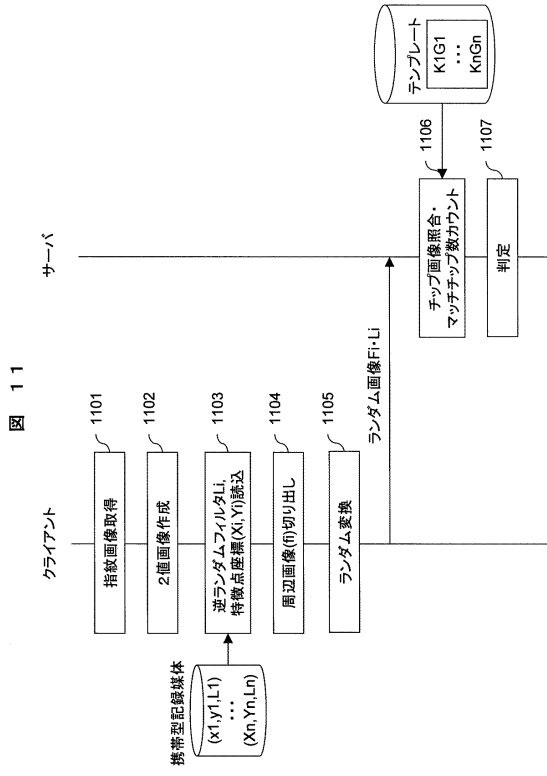 図 11
クライアント
サーバ
指紋画像取得
1101
2値画像作成
1102
携帯型記録媒体
(x1,y1,L1)
•••
(Xn,Yn,Ln)
逆ランダムフィルタLi,
特徴点座標(Xi,Yi)読込
1103
周辺画像(fi)切り出し
1104
ランダム変換
1105
ランダム画像Fi・Li
テンプレート
K1G1
•••
KnGn
チップ画像照合・
マッチチップ数カウント
1106
判定
1107